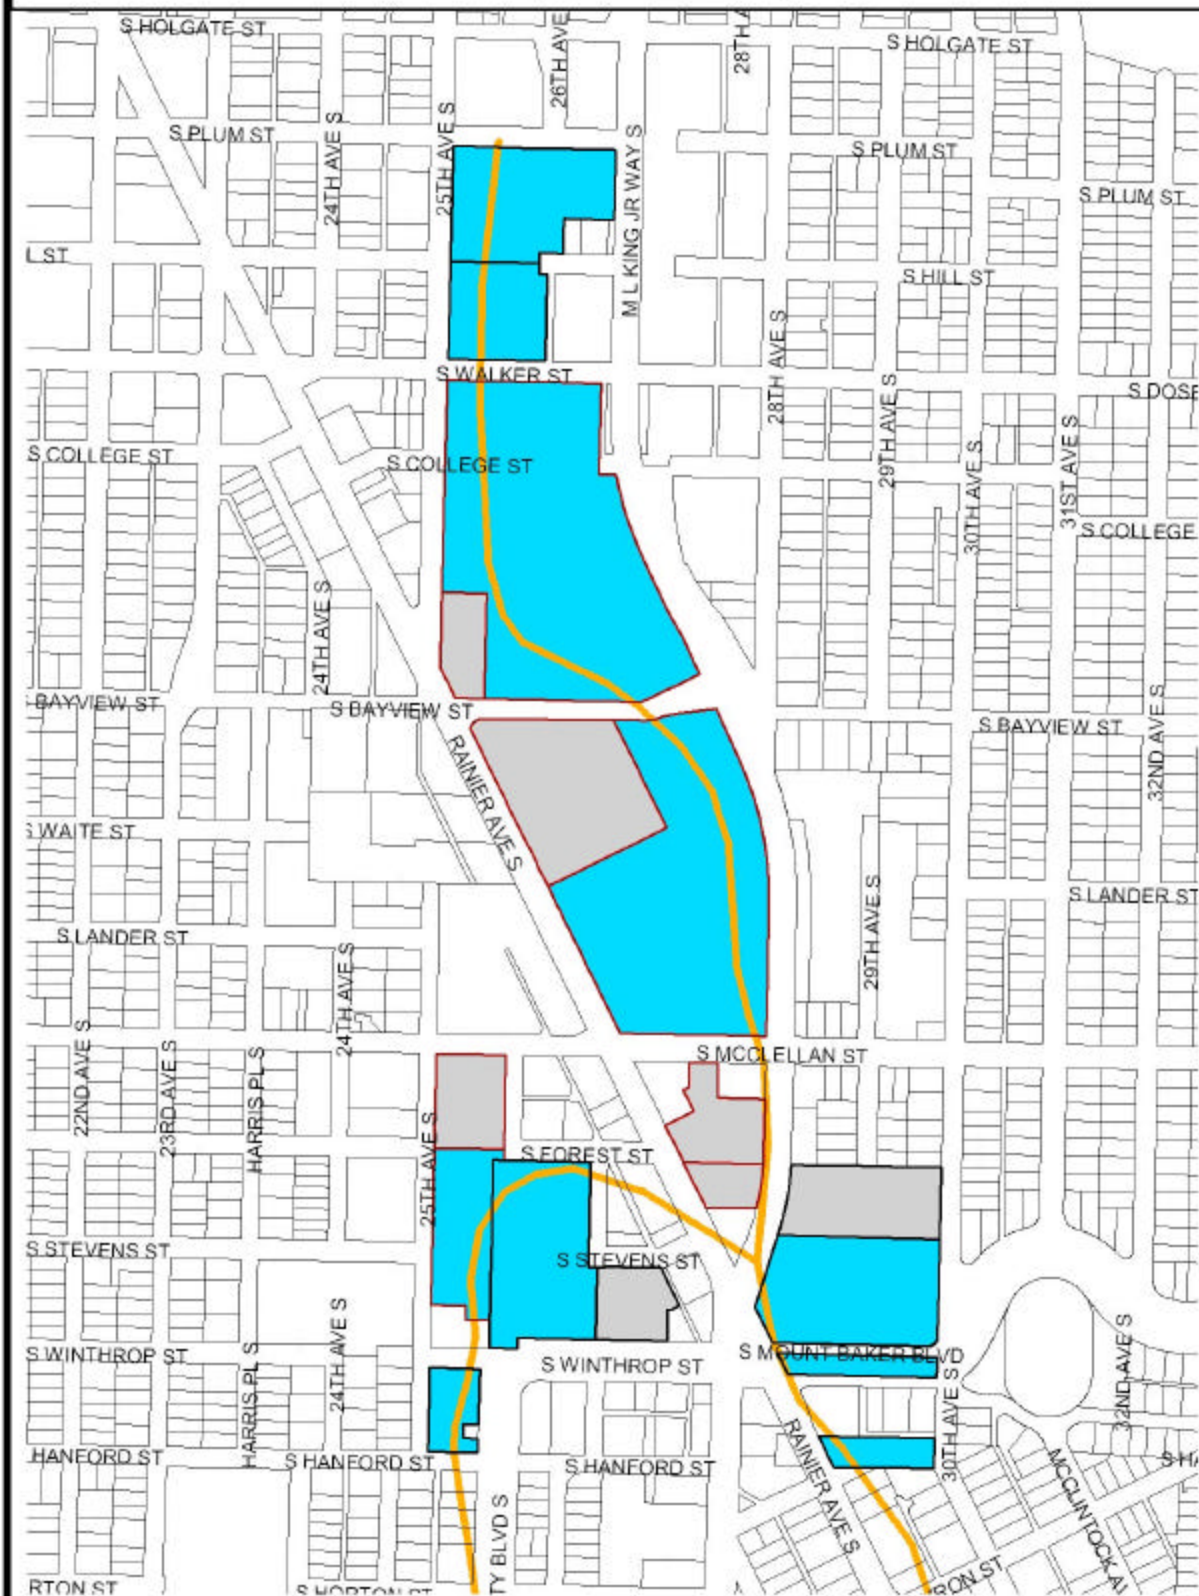 S HOLGATE ST
26TH AVE
28TH A
S HOLGATE ST
S PLUM ST
24TH AVE S
25TH AVE S
M L KING JR WAY S
S PLUM ST
S PLUM ST
L ST
S HILL ST
S WALKER ST
28TH AVE S
29TH AVE S
S DOSE
S COLLEGE ST
S COLLEGE ST
30TH AVE S
31ST AVE S
S COLLEGE
24TH AVE S
BAYVIEW ST
S BAYVIEW ST
S BAYVIEW ST
32ND AVE S
RAINIER AVE S
S WAITE ST
S LANDER ST
S LANDER ST
24TH AVE S
29TH AVE S
22ND AVE S
23RD AVE S
HARRIS PL S
S MCCLELLAN ST
25TH AVE S
S FOREST ST
S STEVENS ST
S STEVENS ST
S WINTHROP ST
HARRIS PL S
24TH AVE S
S WINTHROP ST
S MOUNT BAKER BLVD
30TH AVE S
32ND AVE S
HANFORD ST
S HANFORD ST
S HANFORD ST
RAINIER AVE S
MCCLINTOCK A
S HA
TY BLVD S
RTON ST
S HORTON ST
RON ST